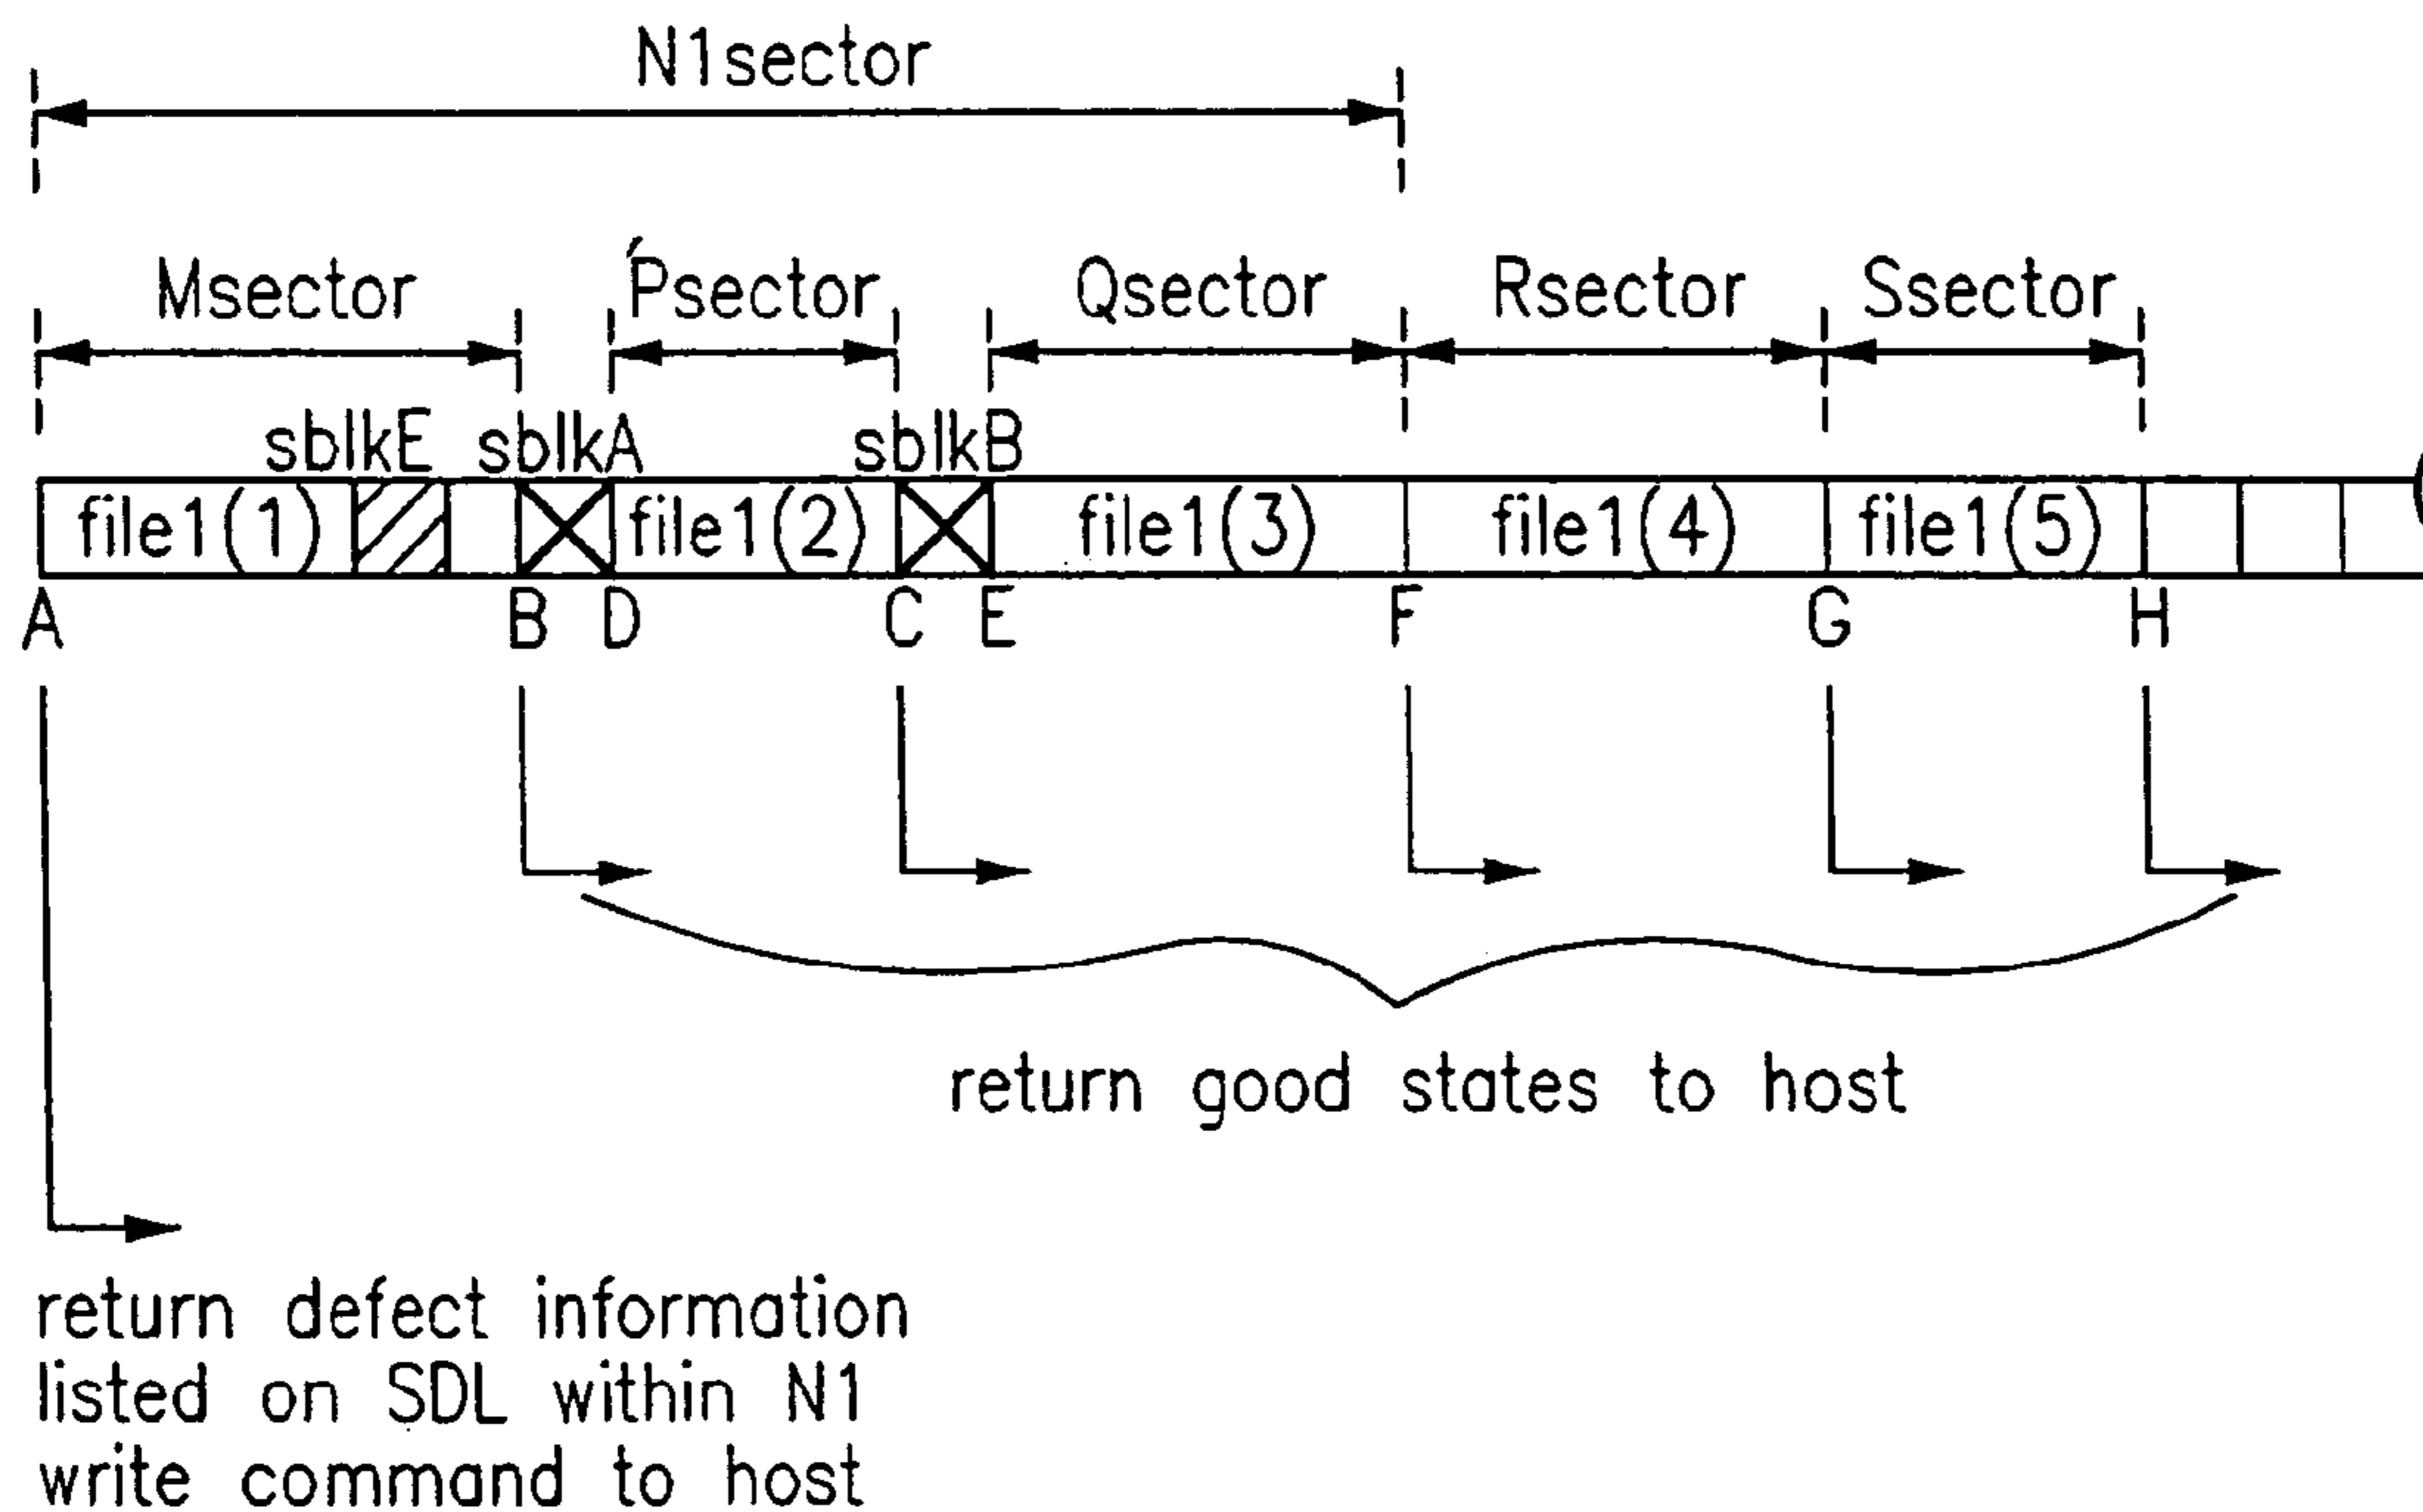 N1sector
Msector Psector Qsector Rsector Ssector
sblkE sblkA sblkB
file1(1) file1(2) file1(3) file1(4) file1(5)
A B D C E F G H
return good states to host
return defect information
listed on SDL within N1
write command to host